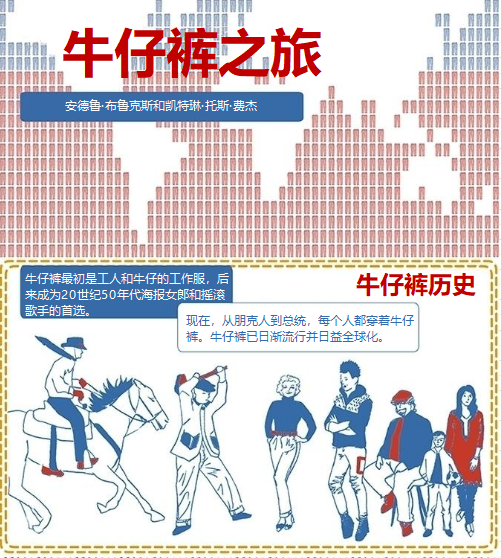 牛仔裤之旅
安德鲁·布鲁克斯和凯特琳·托斯·费杰
牛仔裤历史
牛仔裤最初是工人和牛仔的工作服，后
来成为20世纪50年代海报女郎和摇滚
歌手的首选。
现在，从朋克人到总统，每个人都穿着牛仔
裤。牛仔裤已日渐流行并日益全球化。